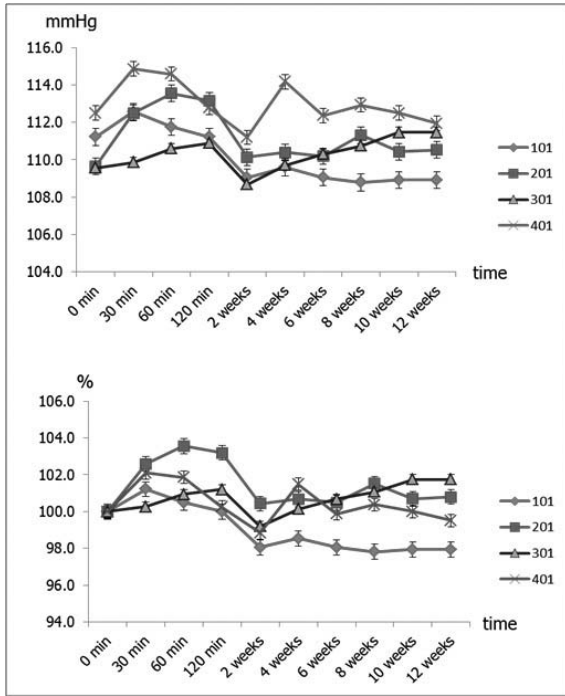 mmHg
116.0
114.0
112.0
110.0
108.0
106.0
104.0
101
201
301
401
time
0 min
30 min
60 min
120 min
2 weeks
4 weeks
6 weeks
8 weeks
10 weeks
12 weeks
%
106.0
104.0
102.0
100.0
98.0
96.0
94.0
101
201
301
401
time
0 min
30 min
60 min
120 min
2 weeks
4 weeks
6 weeks
8 weeks
10 weeks
12 weeks